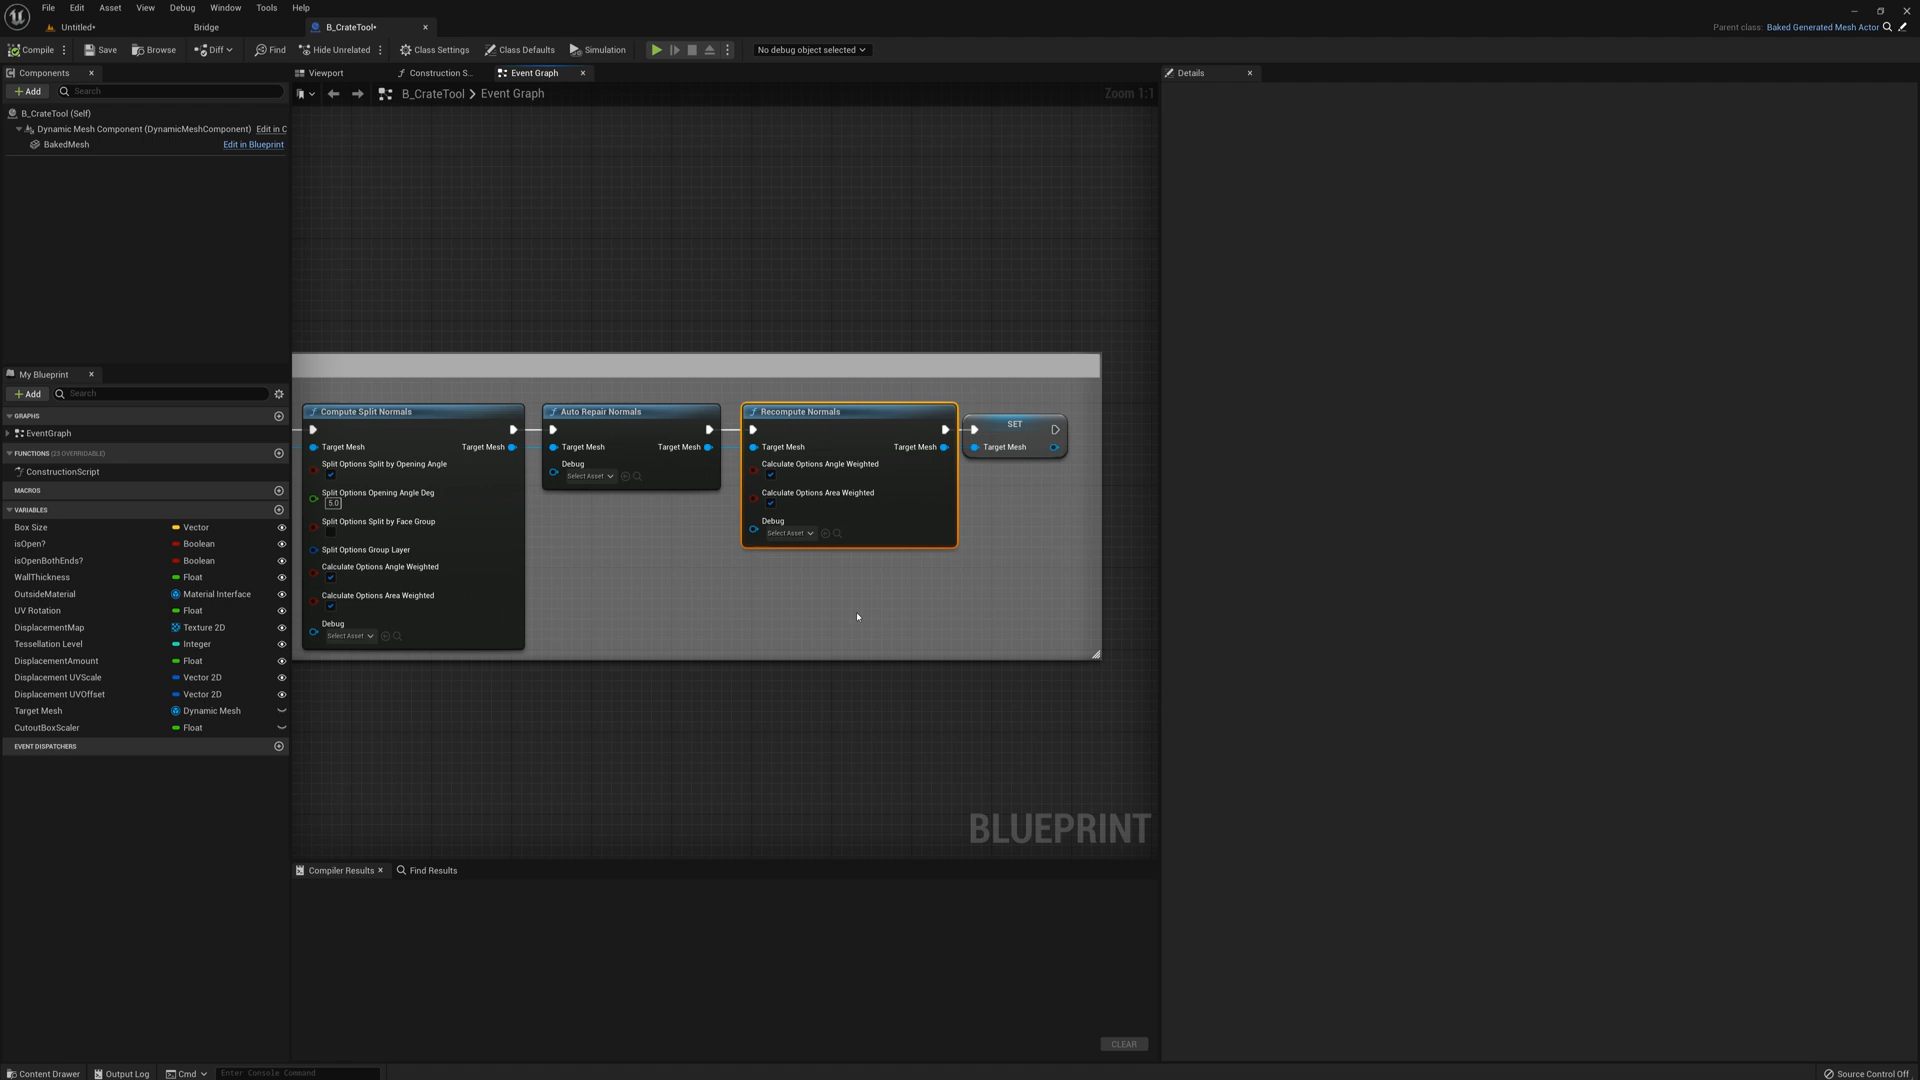 File Edit Asset View Debug Window Tools Help
Untitled* Bridge B_CrateTool* Parent class: Baked Generated Mesh Actor
Compile Save Browse Diff Find Hide Unrelated Class Settings Class Defaults Simulation No debug object selected
Components Viewport Construction S... Event Graph Details
Add Search B_CrateTool Event Graph Zoom 1:1
B_CrateTool (Self)
Dynamic Mesh Component (DynamicMeshComponent) Edit in C
BakedMesh Edit in Blueprint
My Blueprint
Add Search
GRAPHS
EventGraph
FUNCTIONS (23 OVERRIDABLE)
ConstructionScript
MACROS
VARIABLES
Box Size Vector
isOpen? Boolean
isOpenBothEnds? Boolean
WallThickness Float
OutsideMaterial Material Interface
UV Rotation Float
DisplacementMap Texture 2D
Tessellation Level Integer
DisplacementAmount Float
Displacement UVScale Vector 2D
Displacement UVOffset Vector 2D
Target Mesh Dynamic Mesh
CutoutBoxScaler Float
EVENT DISPATCHERS
Compute Split Normals
Target Mesh Target Mesh
Split Options Split by Opening Angle
Split Options Opening Angle Deg
5.0
Split Options Split by Face Group
Split Options Group Layer
Calculate Options Angle Weighted
Calculate Options Area Weighted
Debug
Select Asset
Auto Repair Normals
Target Mesh Target Mesh
Debug
Select Asset
Recompute Normals
Target Mesh Target Mesh
Calculate Options Angle Weighted
Calculate Options Area Weighted
Debug
Select Asset
SET
Target Mesh
BLUEPRINT
Compiler Results Find Results
CLEAR
Content Drawer Output Log Cmd Enter Console Command Source Control Off